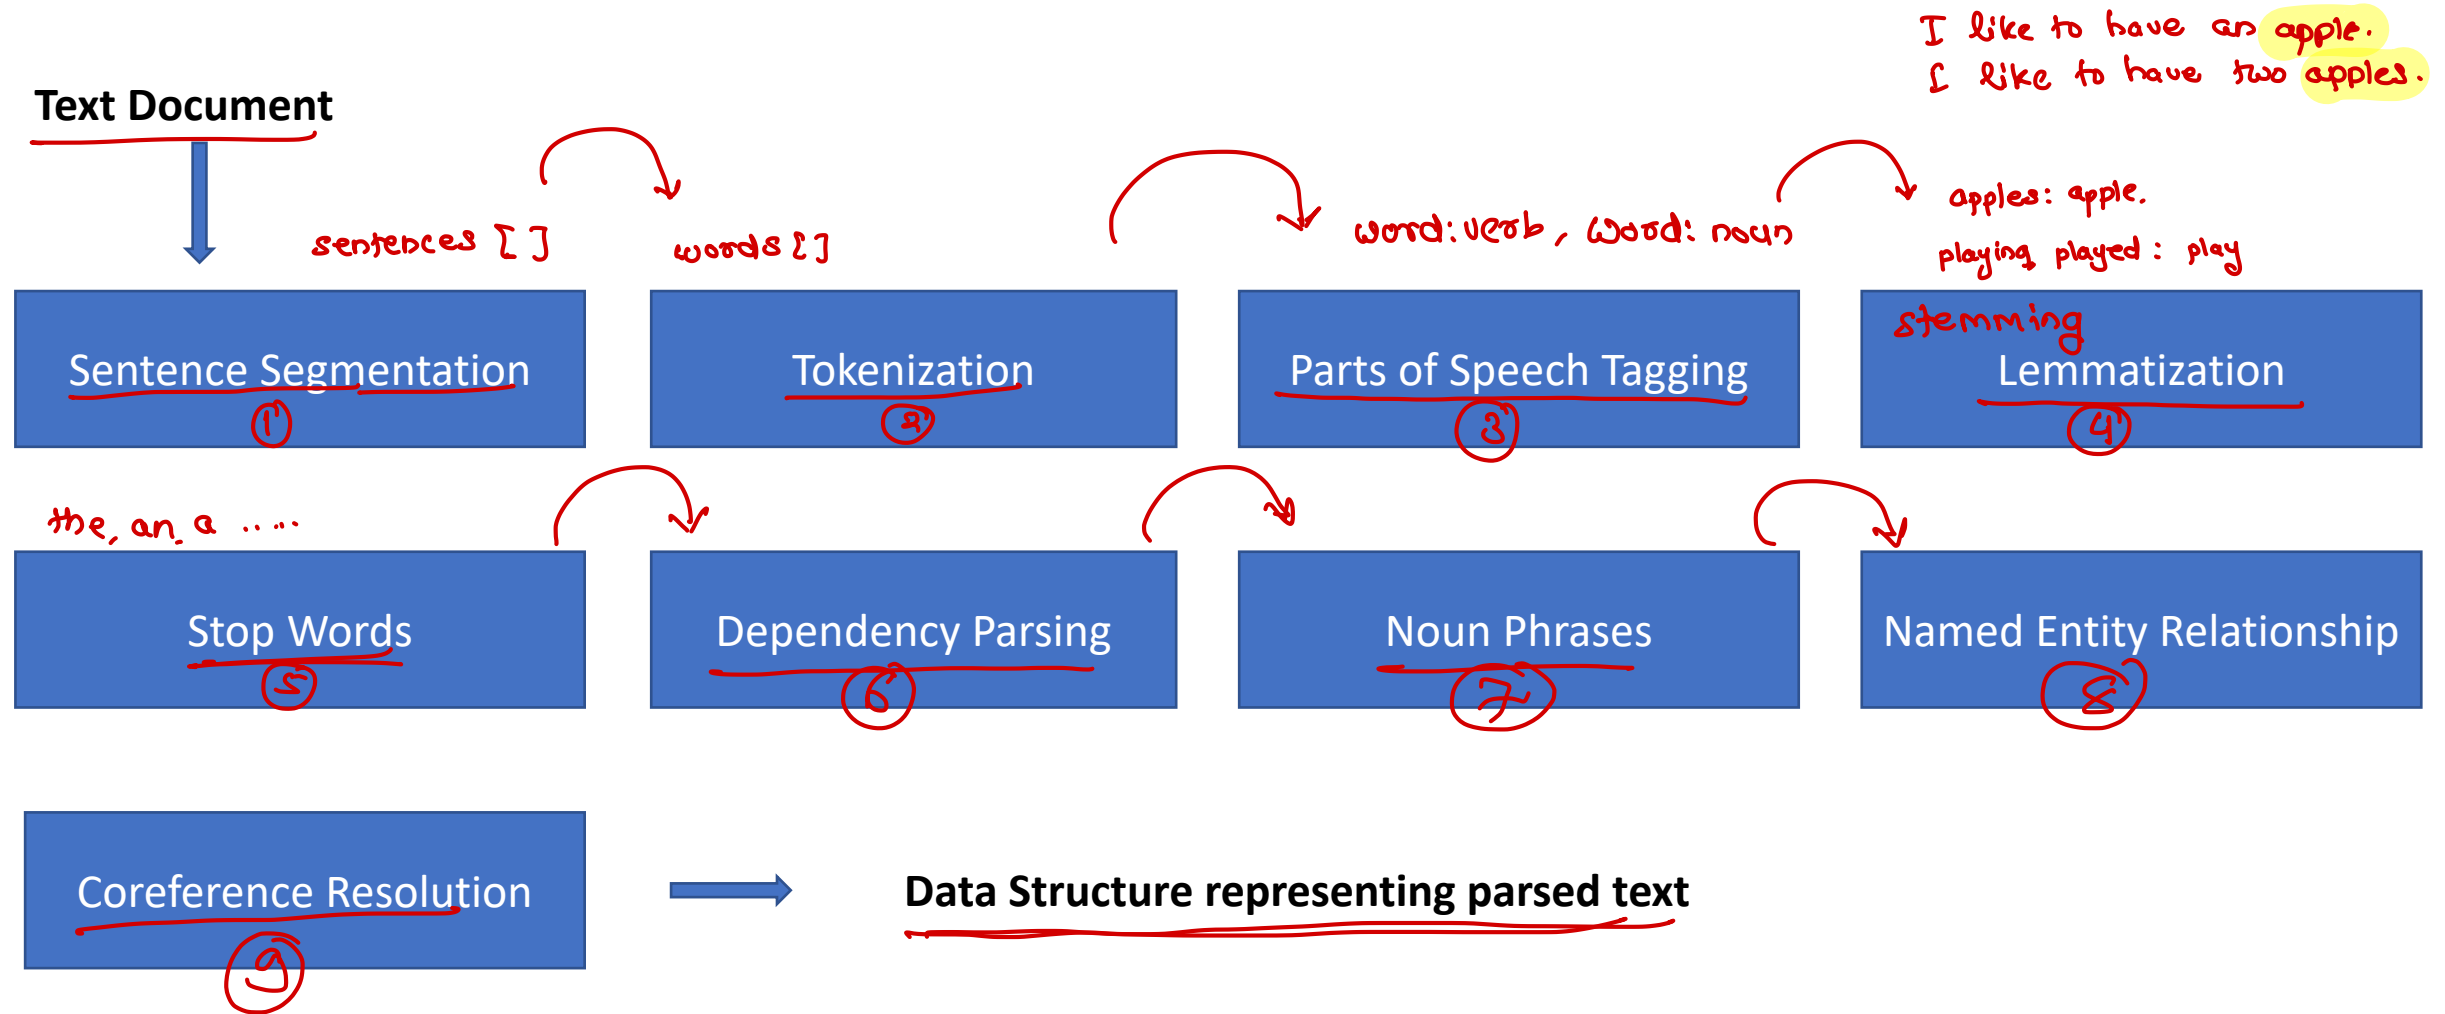 I like to have an apple.
I like to have two apples.
Text Document
sentences []
words []
word:verb, word: noun
apples: apple.
playing, played: play
Sentence Segmentation
1
Tokenization
2
Parts of Speech Tagging
3
stemming
Lemmatization
4
the, an, a .....
Stop Words
5
Dependency Parsing
6
Noun Phrases
7
Named Entity Relationship
8
Coreference Resolution
9
Data Structure representing parsed text